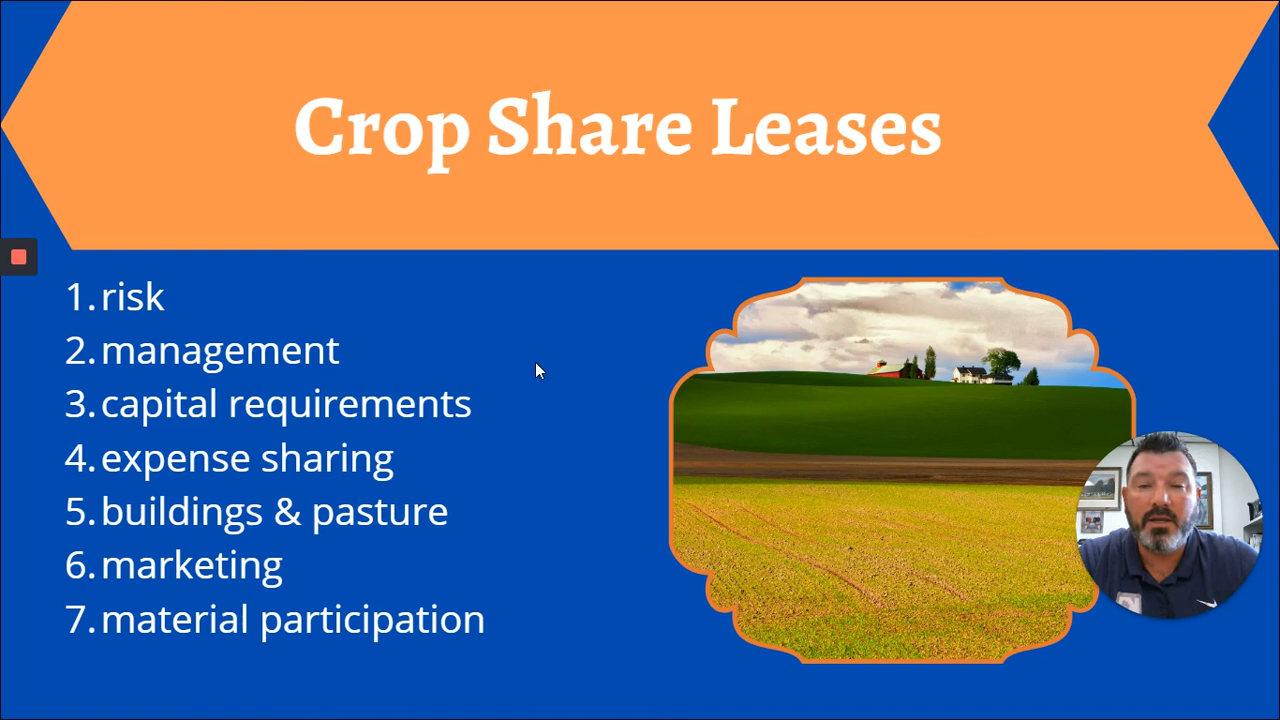 Crop Share Leases
1. risk
2. management
3. capital requirements
4. expense sharing
5. buildings & pasture
6. marketing
7. material participation